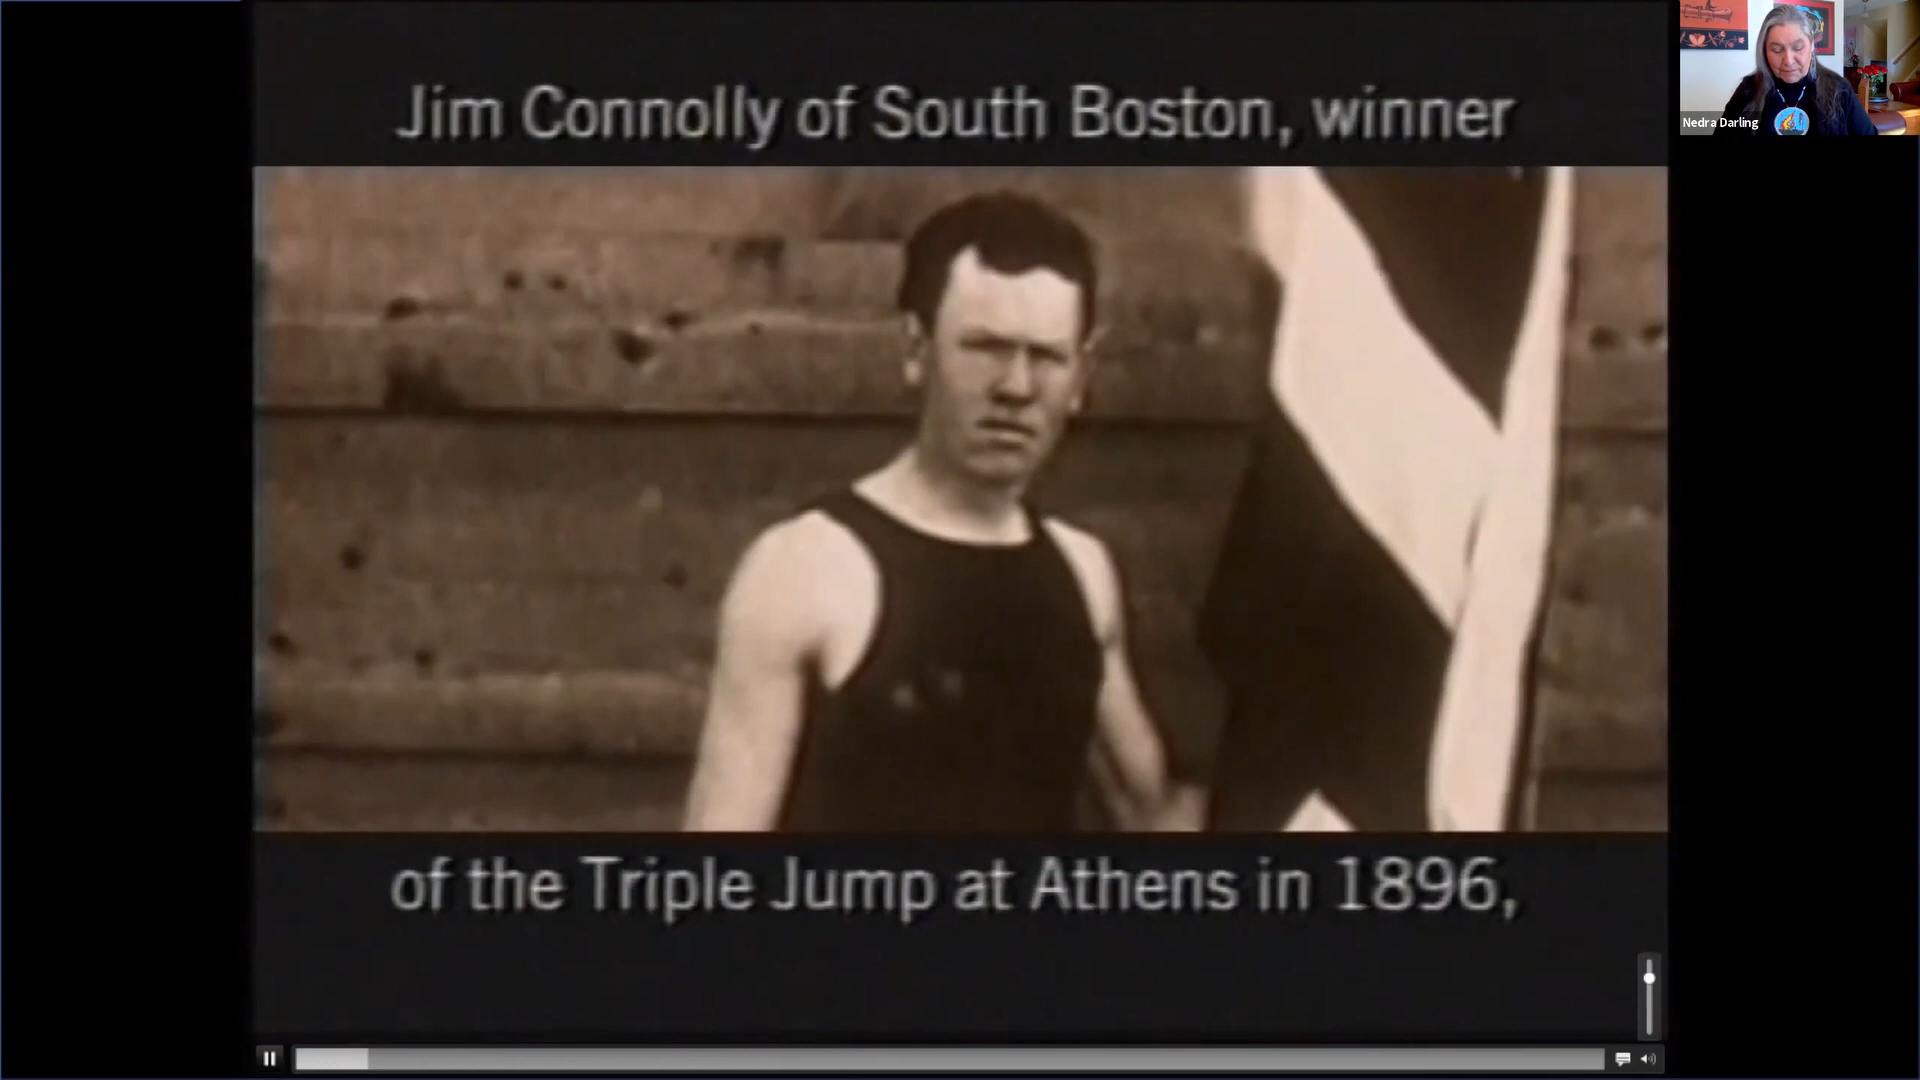 Jim Connolly of South Boston, winner
Nedra Darling
of the Triple Jump at Athens in 1896,